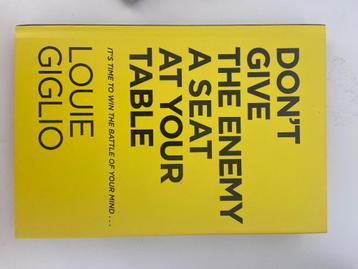 DON'T
GIVE
THE ENEMY
A SEAT
AT YOUR
TABLE
IT'S TIME TO WIN THE BATTLE OF YOUR MIND . . .
LOUIE
GIGLIO